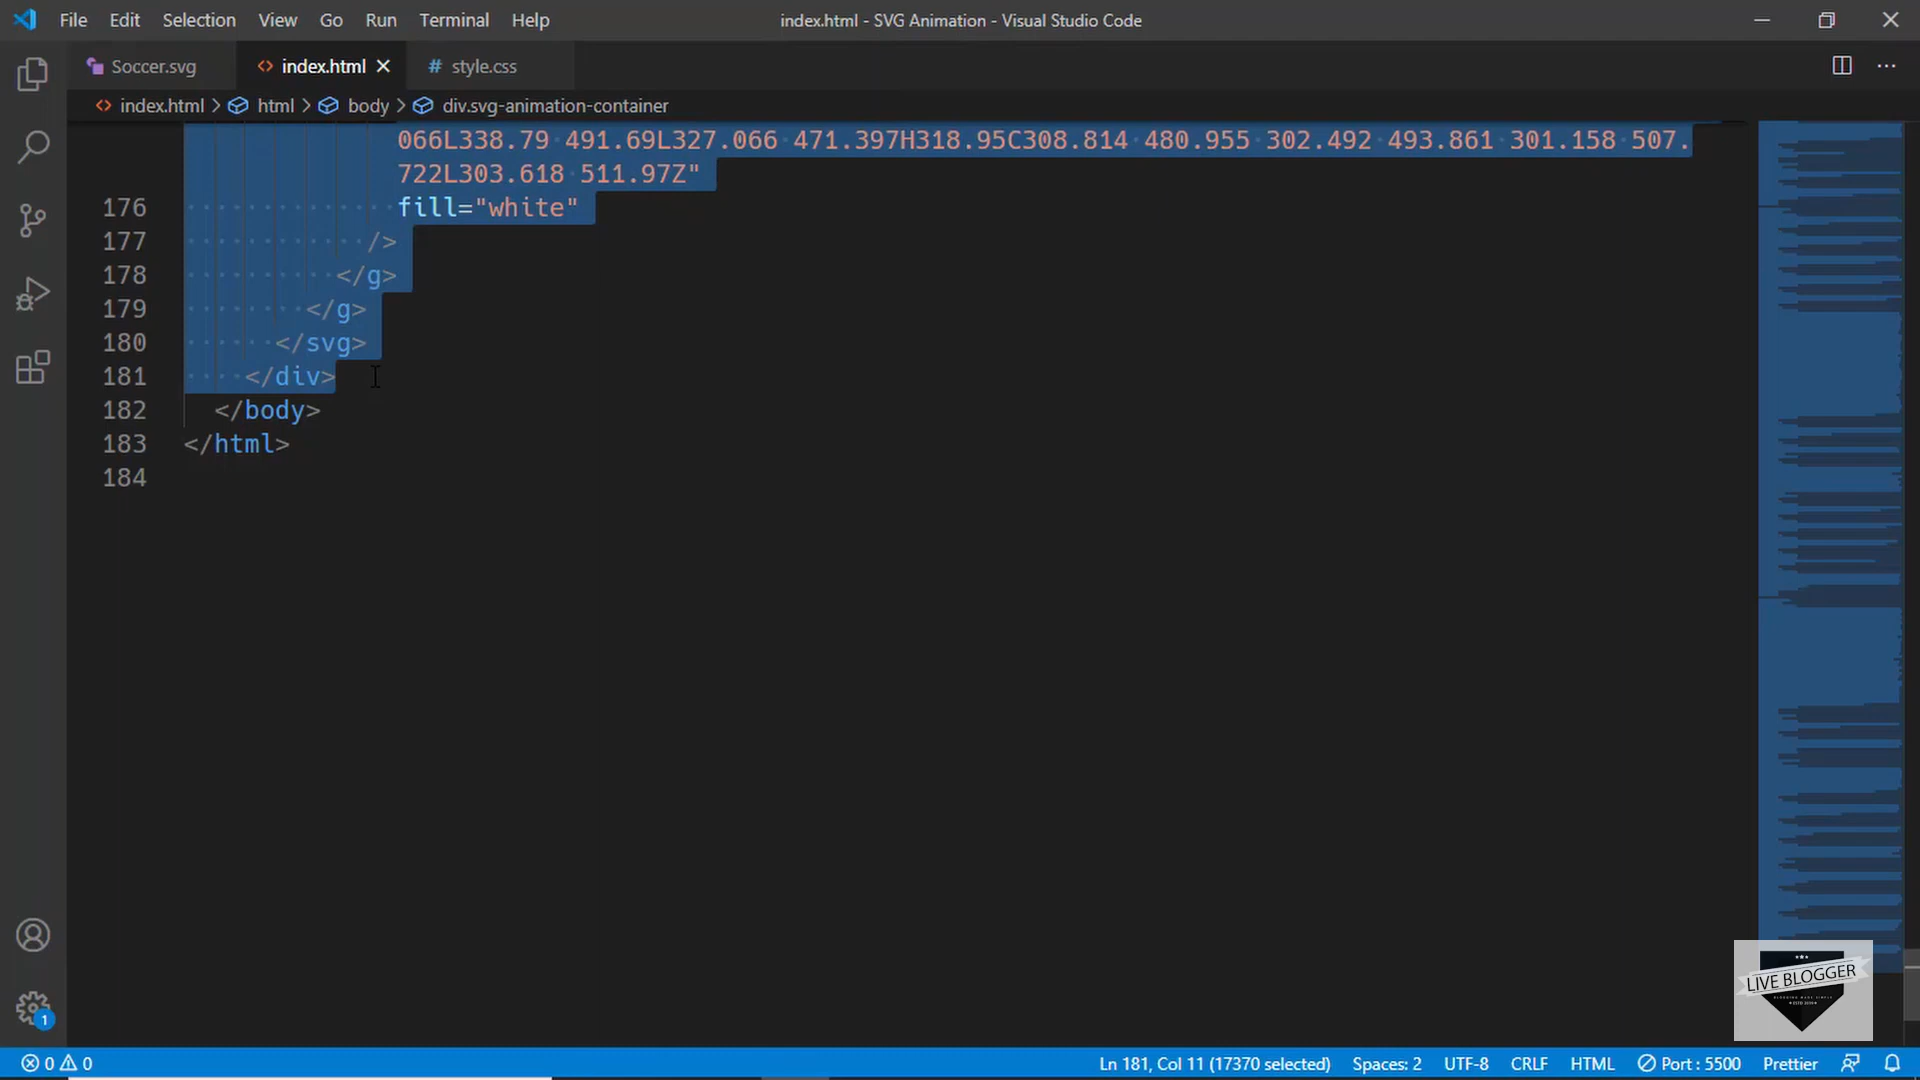 File Edit Selection View Go Run Terminal Help
index.html - SVG Animation - Visual Studio Code
Soccer.svg
<> index.html
# style.css
<> index.html > html > body > div.svg-animation-container
066L338.79 491.69L327.066 471.397H318.95C308.814 480.955 302.492 493.861 301.158 507.
722L303.618 511.97Z"
176 fill="white"
177 />
178 </g>
179 </g>
180 </svg>
181 </div>
182 </body>
183 </html>
184
LIVE BLOGGER
1
0 0
Ln 181, Col 11 (17370 selected) Spaces: 2 UTF-8 CRLF HTML Port : 5500 Prettier